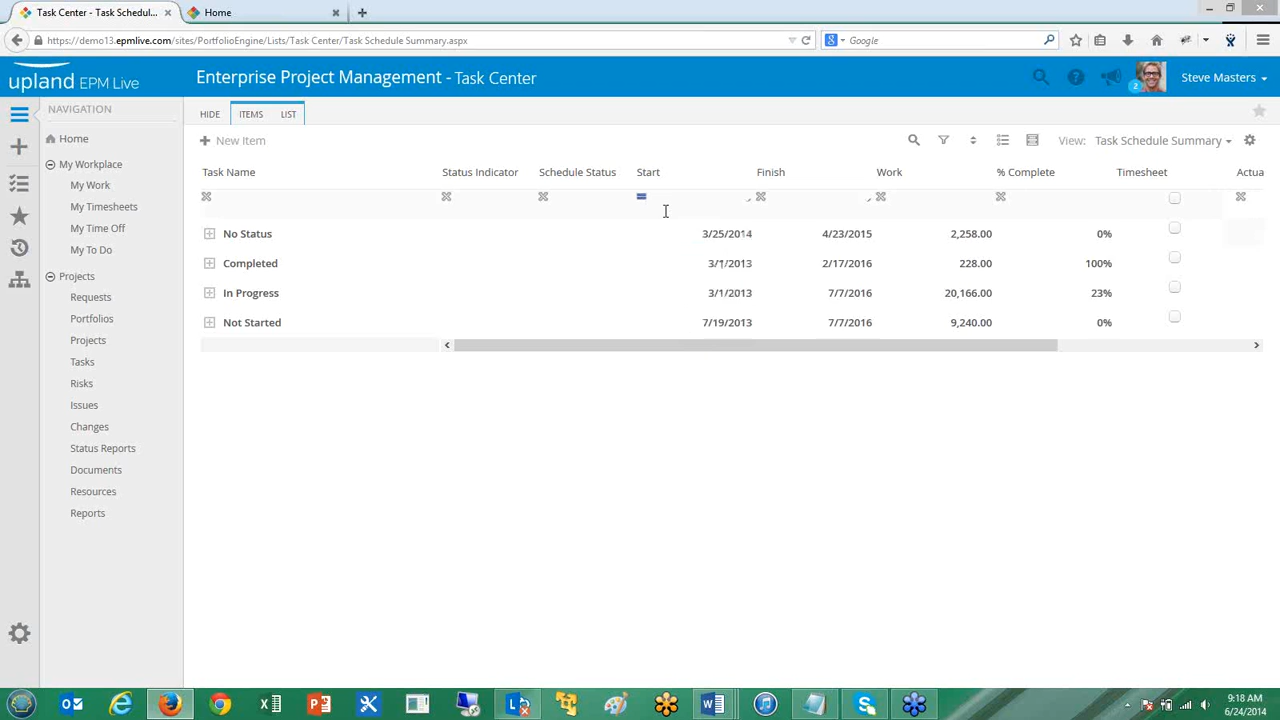 Task Center - Task Schedul...
Home
https://demo13.epmlive.com/sites/PortfolioEngine/Lists/Task Center/Task Schedule Summary.aspx
Google
upland EPM Live
Enterprise Project Management - Task Center
2
Steve Masters
NAVIGATION
HIDE ITEMS LIST
Home
New Item
View: Task Schedule Summary
My Workplace
My Work
My Timesheets
My Time Off
My To Do
Projects
Requests
Portfolios
Projects
Tasks
Risks
Issues
Changes
Status Reports
Documents
Resources
Reports
Task Name Status Indicator Schedule Status Start Finish Work % Complete Timesheet Actua
No Status 3/25/2014 4/23/2015 2,258.00 0%
Completed 3/1/2013 2/17/2016 228.00 100%
In Progress 3/1/2013 7/7/2016 20,166.00 23%
Not Started 7/19/2013 7/7/2016 9,240.00 0%
9:18 AM
6/24/2014